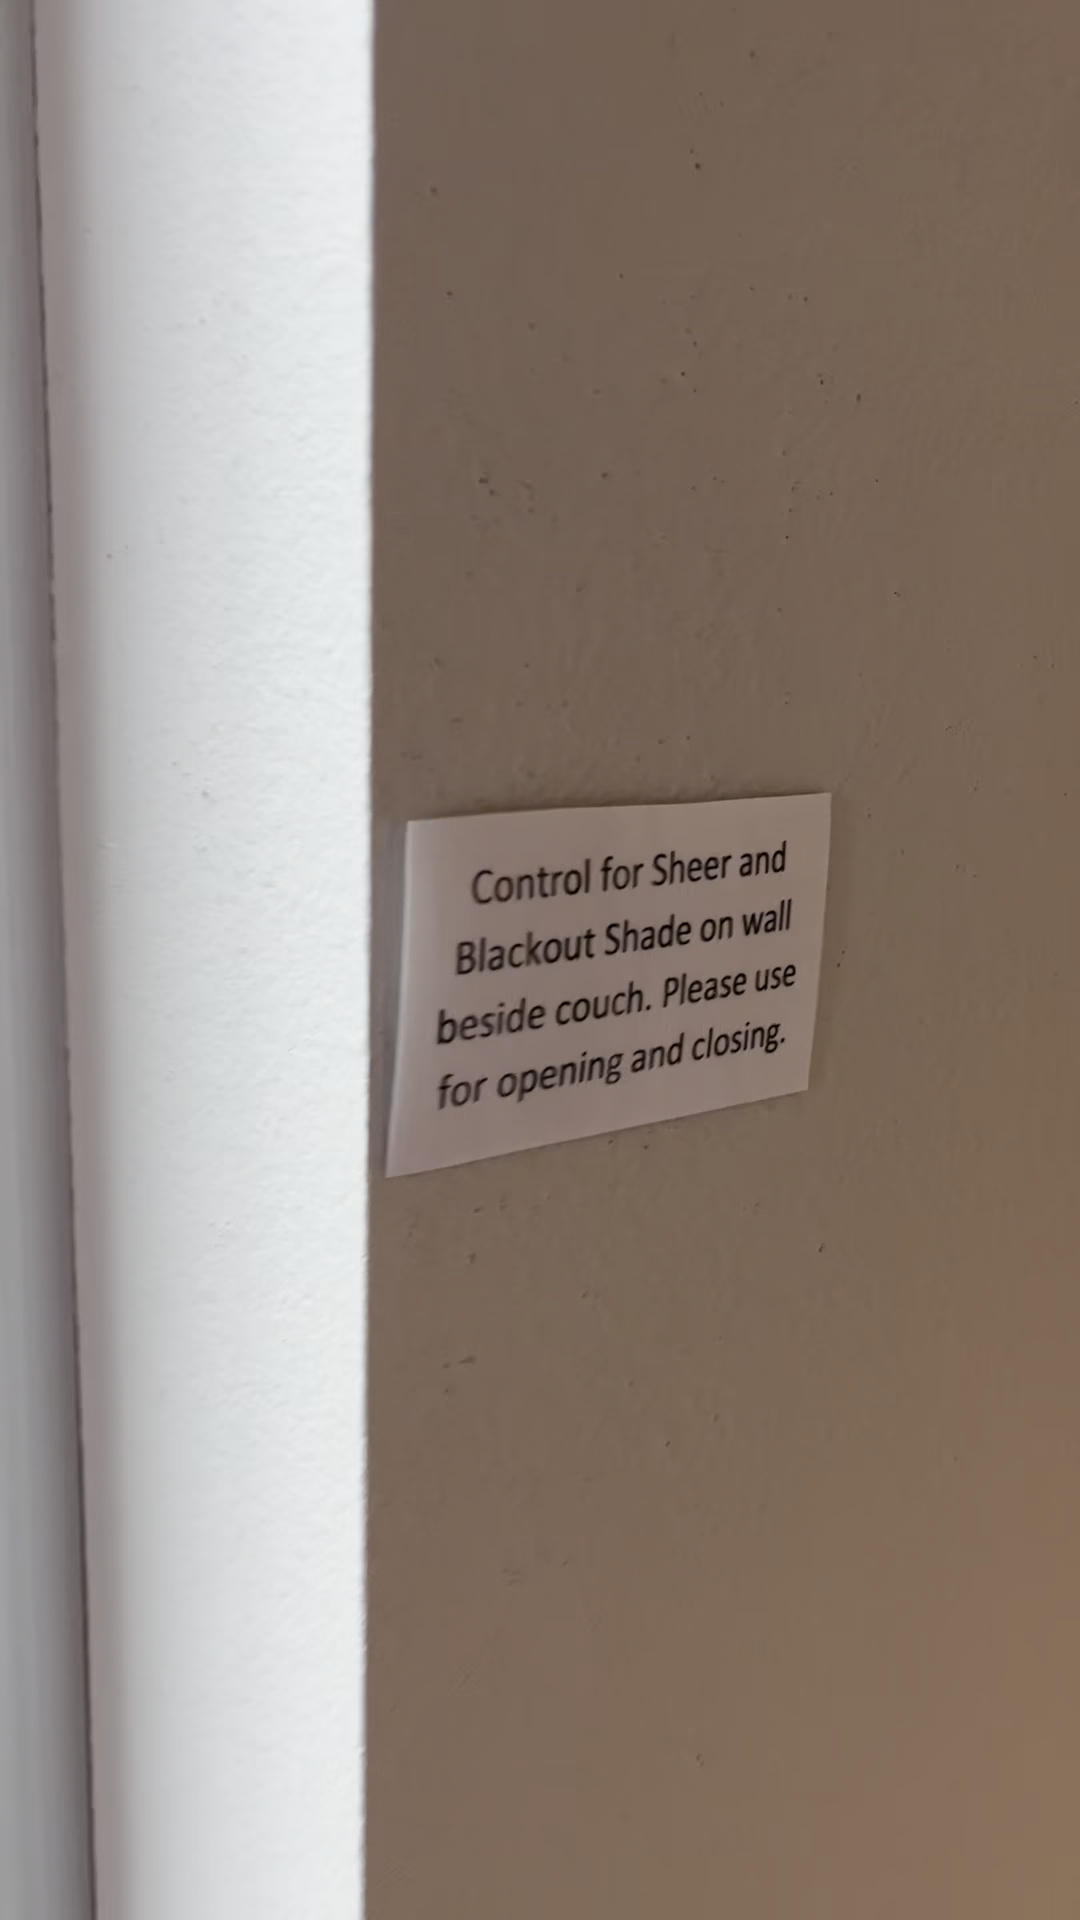 Control for Sheer and
Blackout Shade on wall
beside couch. Please use
for opening and closing.